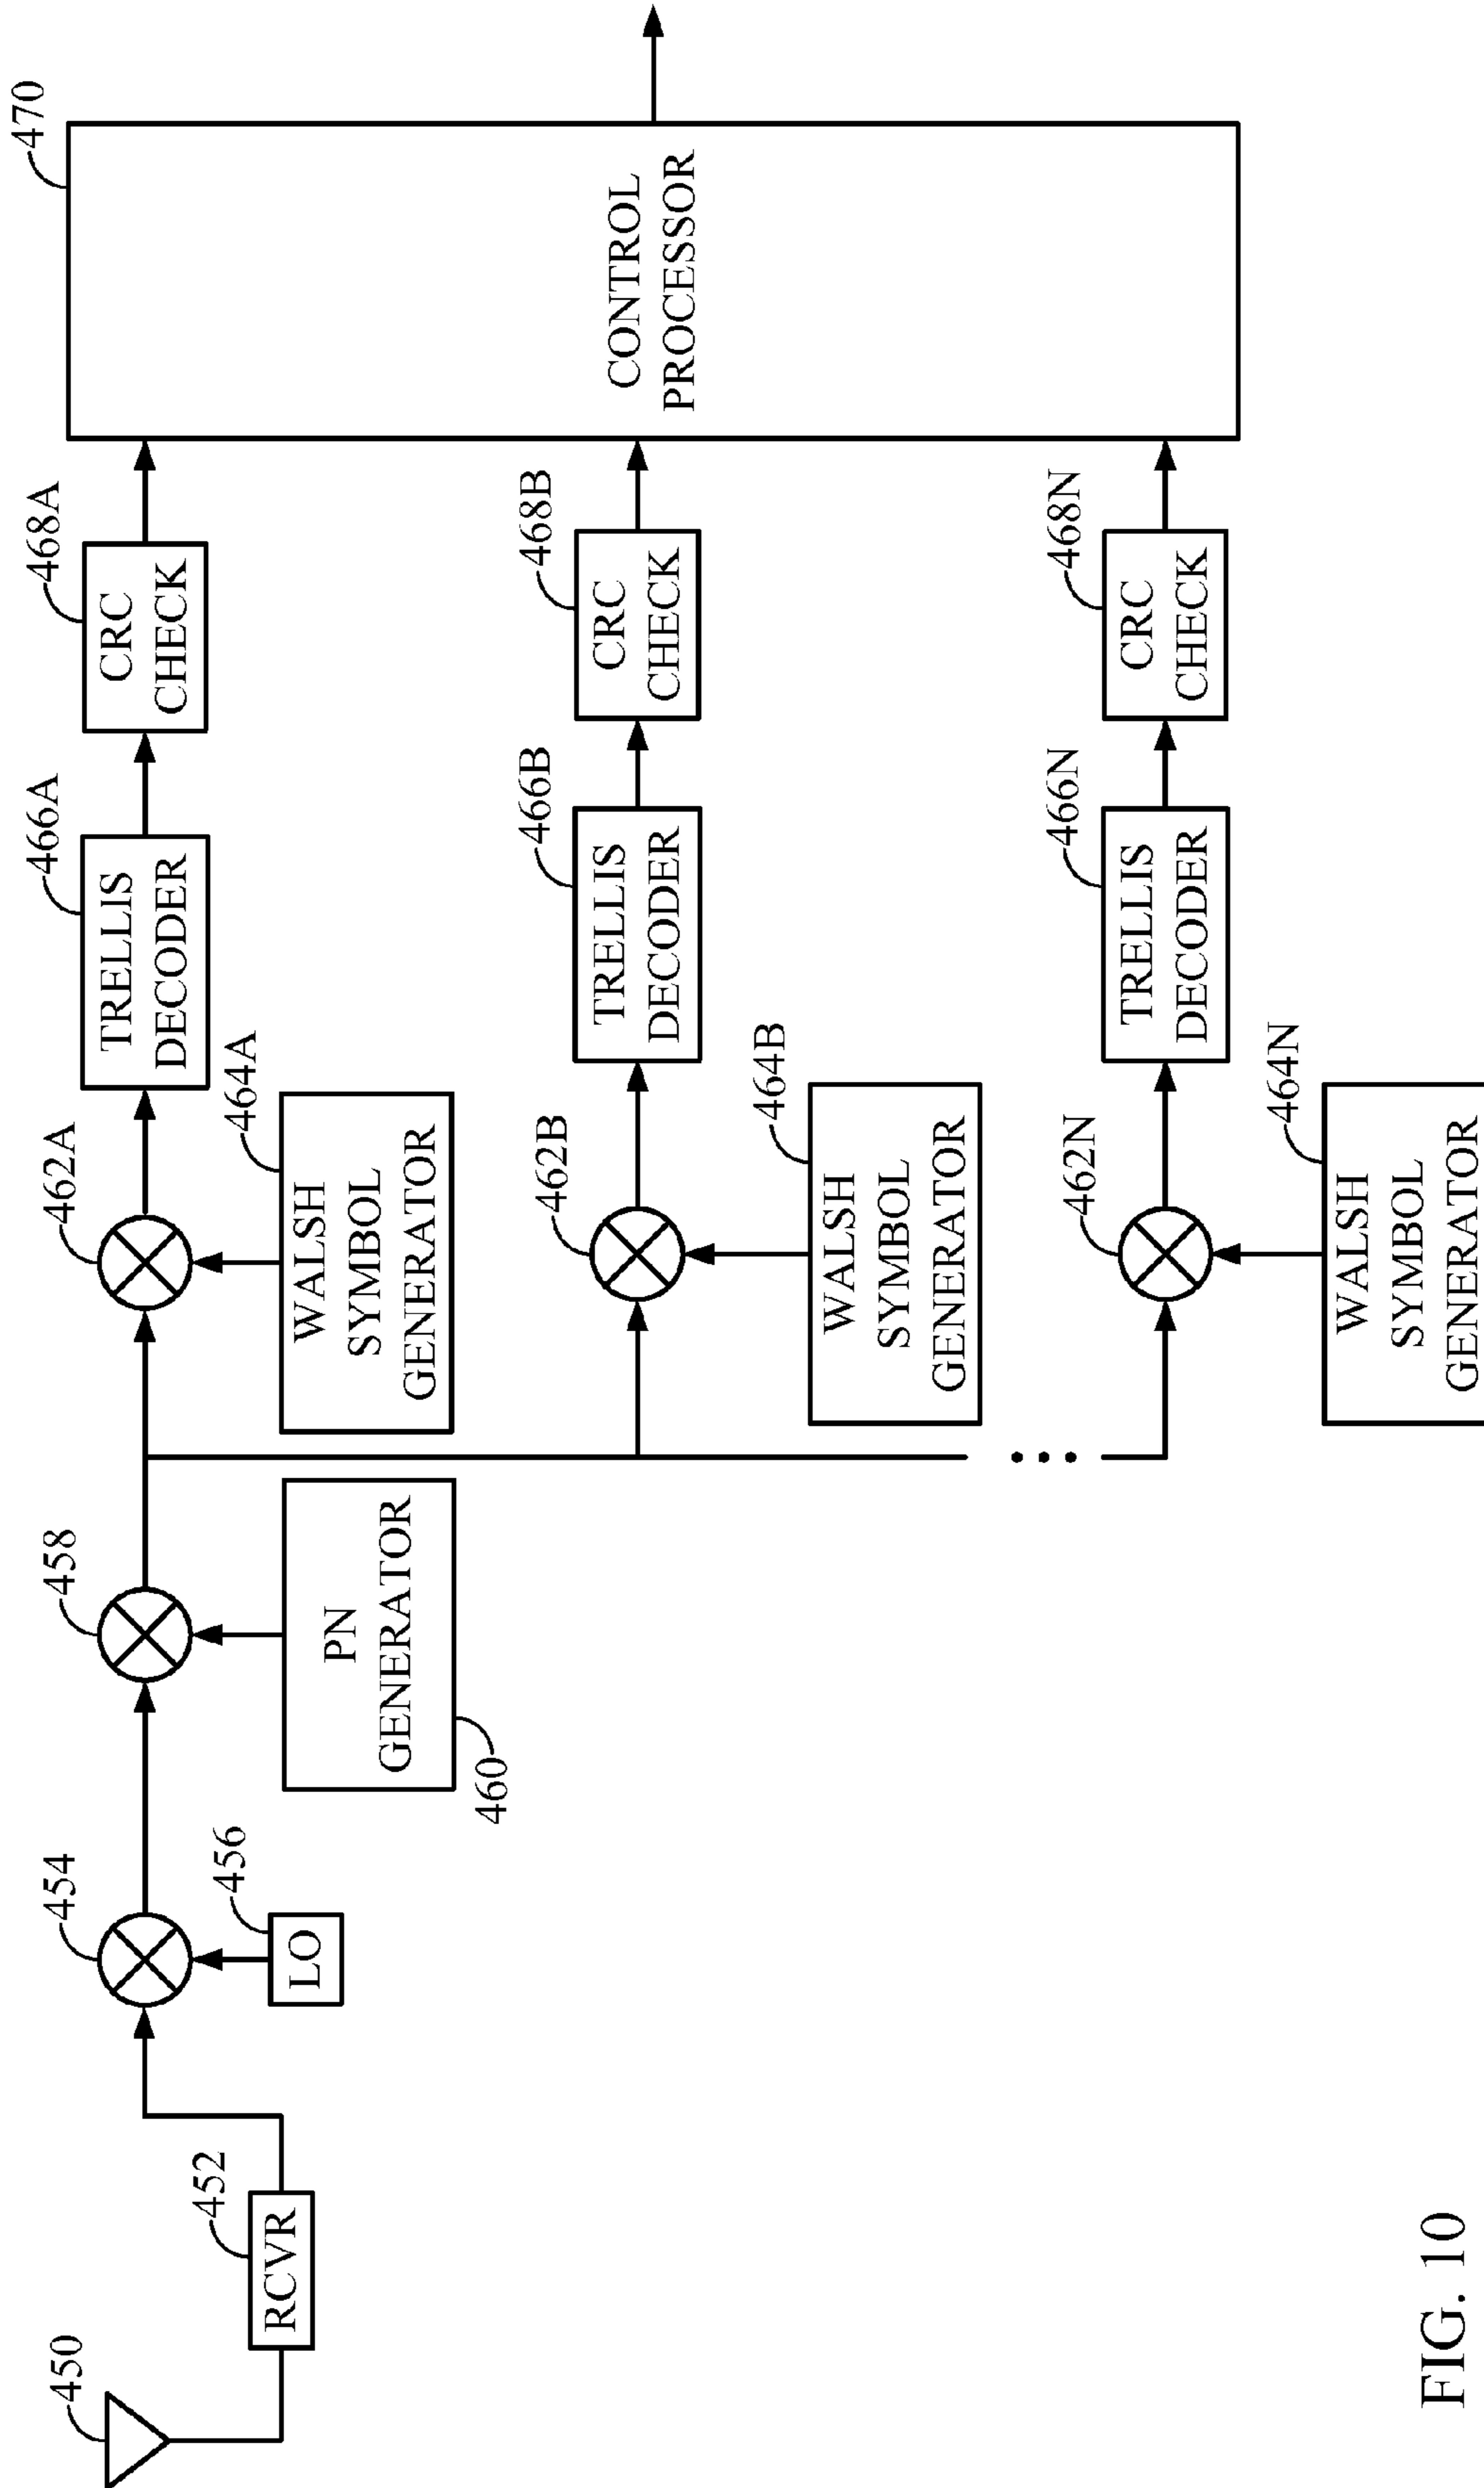 450
RCVR
452
454
LO
456
458
PN
GENERATOR
460
462A
WALSH
SYMBOL
GENERATOR
464A
TRELLIS
DECODER
466A
CRC
CHECK
468A
462B
WALSH
SYMBOL
GENERATOR
464B
TRELLIS
DECODER
466B
CRC
CHECK
468B
462N
WALSH
SYMBOL
GENERATOR
464N
TRELLIS
DECODER
466N
CRC
CHECK
468N
CONTROL
PROCESSOR
470
FIG. 10